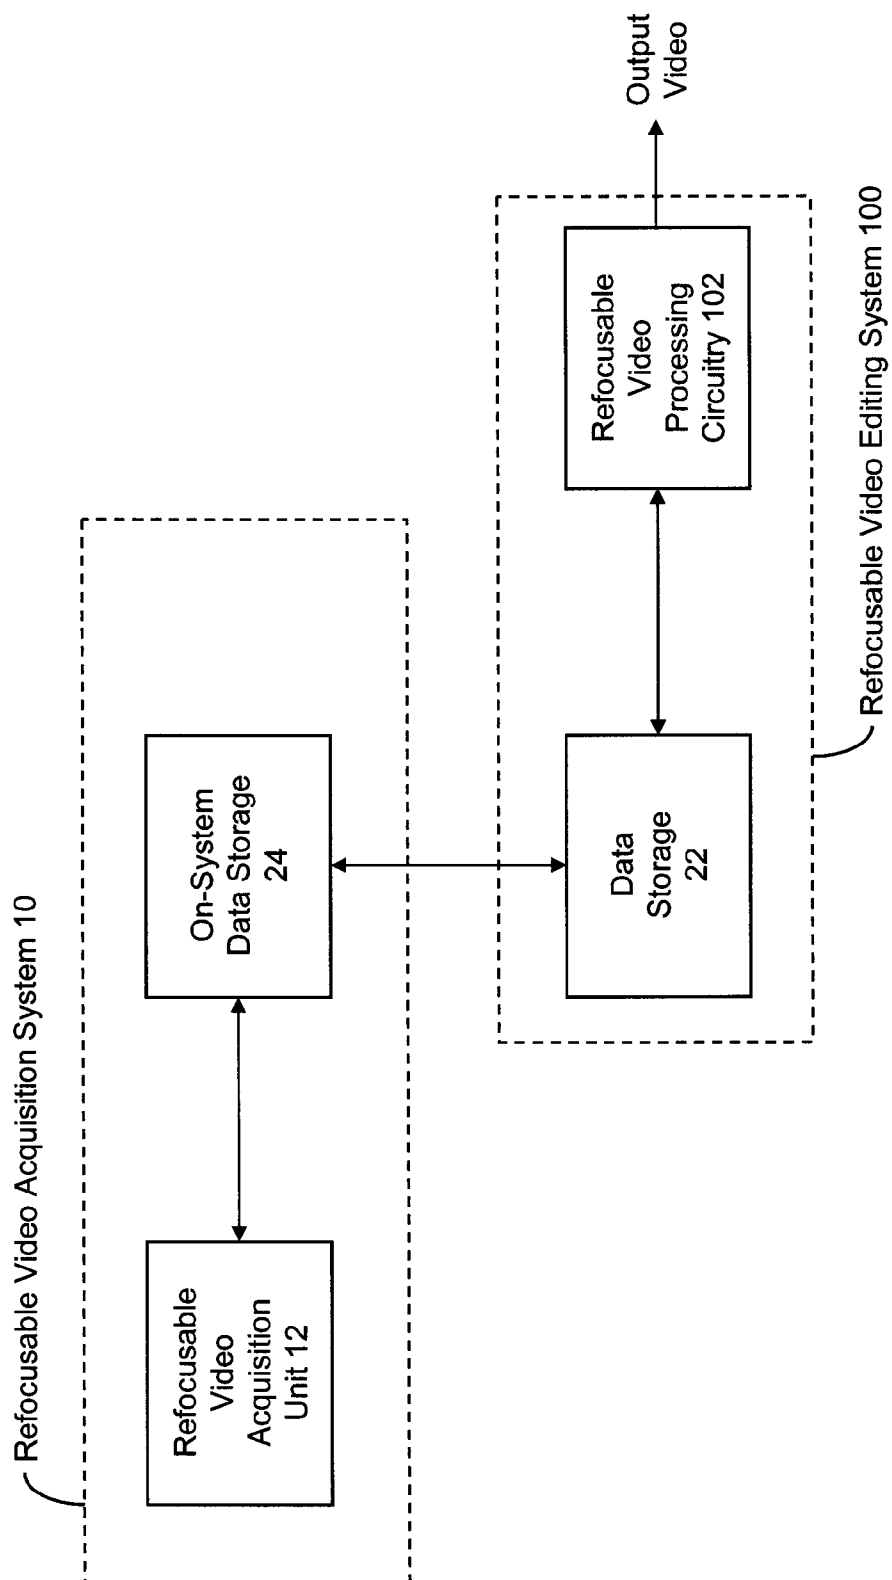 Refocusable Video Acquisition System 10
Refocusable
Video
Acquisition
Unit 12
On-System
Data Storage
24
Data
Storage
22
Refocusable
Video
Processing
Circuitry 102
Output
Video
Refocusable Video Editing System 100